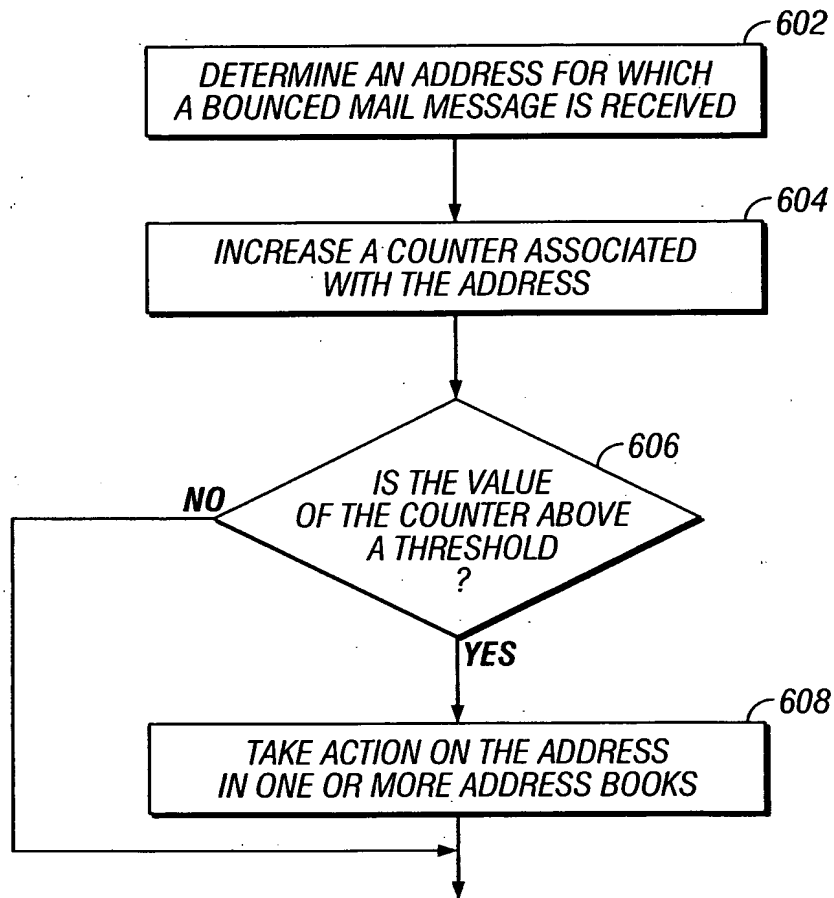 602
DETERMINE AN ADDRESS FOR WHICH
A BOUNCED MAIL MESSAGE IS RECEIVED
604
INCREASE A COUNTER ASSOCIATED
WITH THE ADDRESS
606
IS THE VALUE
OF THE COUNTER ABOVE
A THRESHOLD
?
NO
YES
608
TAKE ACTION ON THE ADDRESS
IN ONE OR MORE ADDRESS BOOKS